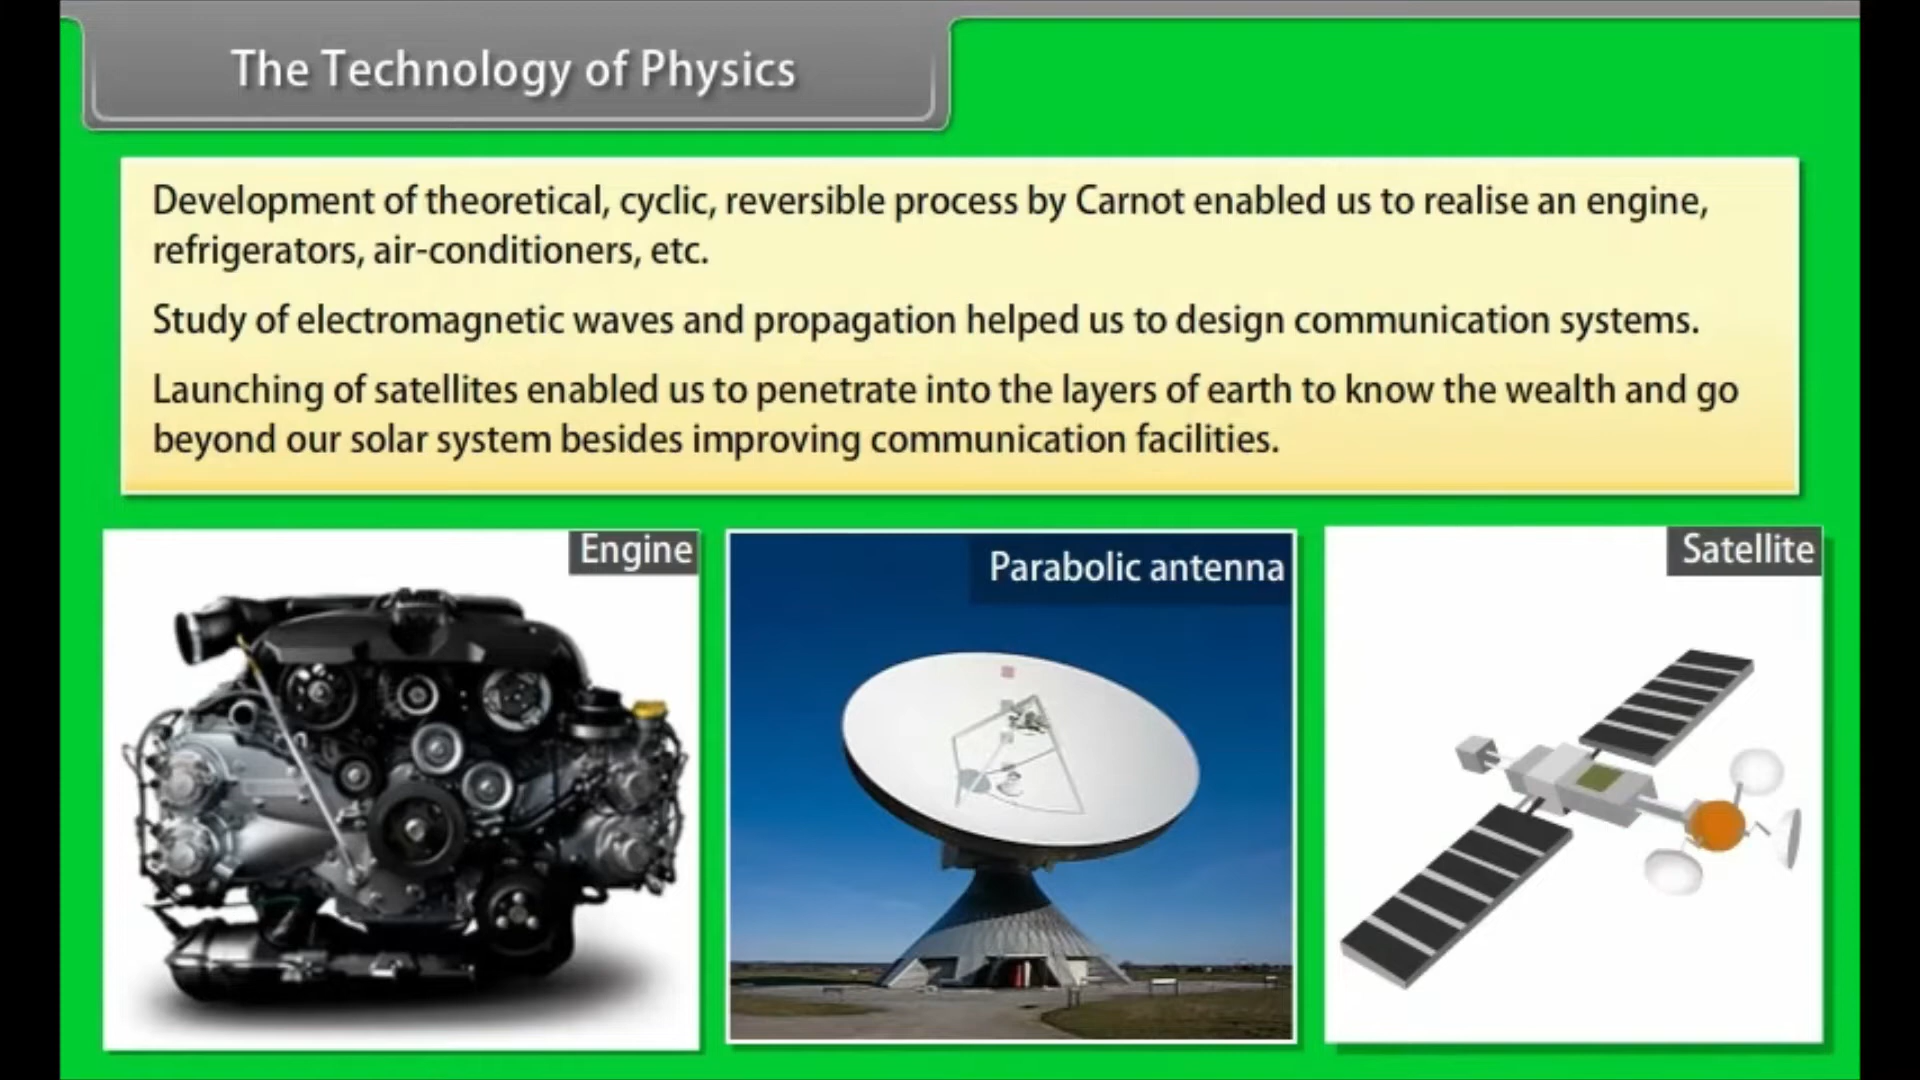 The Technology of Physics
Development of theoretical, cyclic, reversible process by Carnot enabled us to realise an engine,
refrigerators, air-conditioners, etc.
Study of electromagnetic waves and propagation helped us to design communication systems.
Launching of satellites enabled us to penetrate into the layers of earth to know the wealth and go
beyond our solar system besides improving communication facilities.
Engine
Parabolic antenna
Satellite